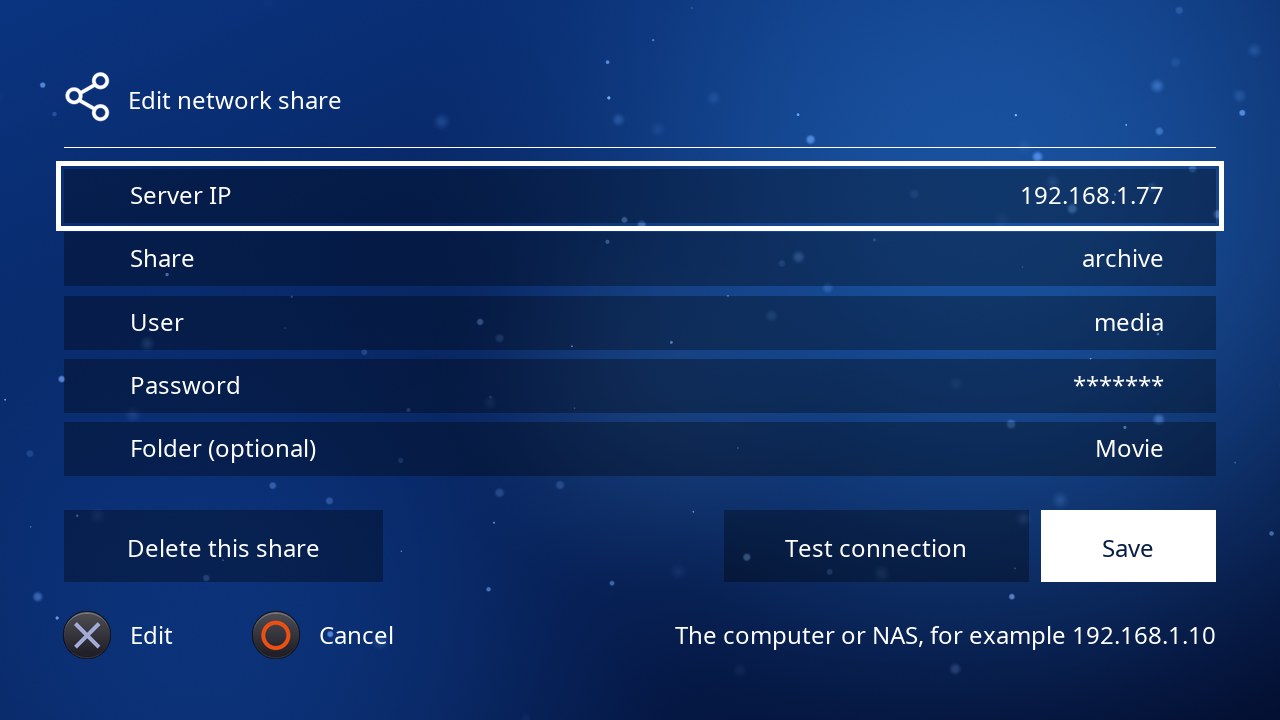 Edit network share
Server IP 192.168.1.77
Share archive
User media
Password *******
Folder (optional) Movie
Delete this share Test connection Save
Edit Cancel The computer or NAS, for example 192.168.1.10